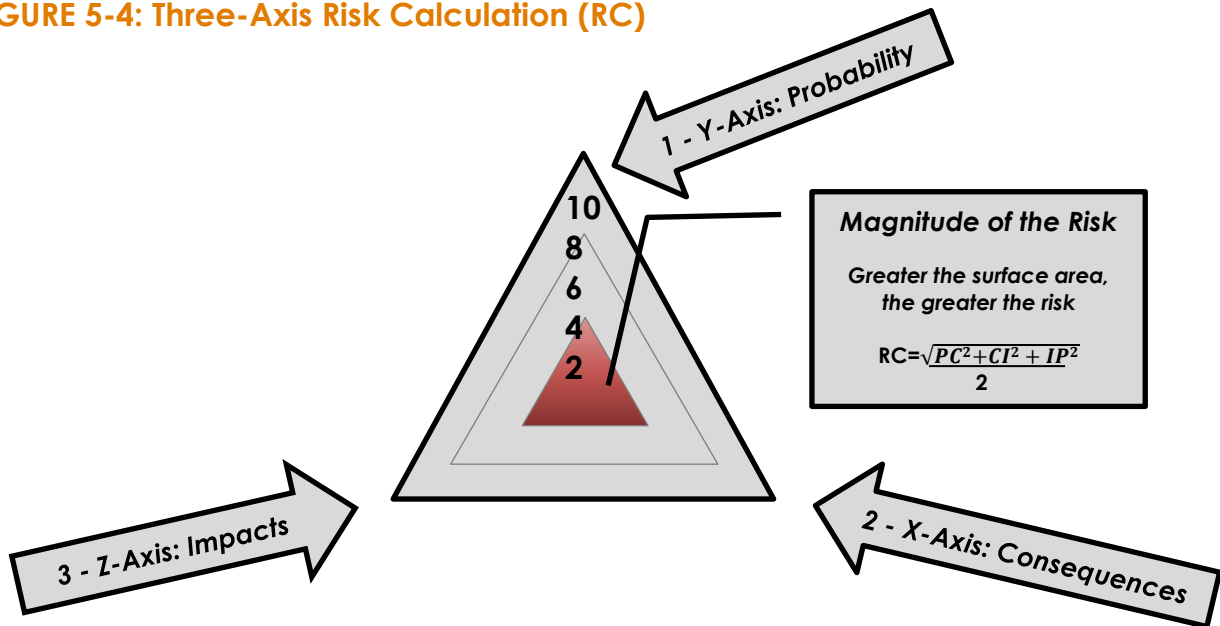 GURE 5-4: Three-Axis Risk Calculation (RC)
1 - Y-Axis: Probability
10
8
6
4
2
Magnitude of the Risk
Greater the surface area,
the greater the risk
RC=√PC²+CI² + IP²
2
3 - Z-Axis: Impacts
2 - X-Axis: Consequences